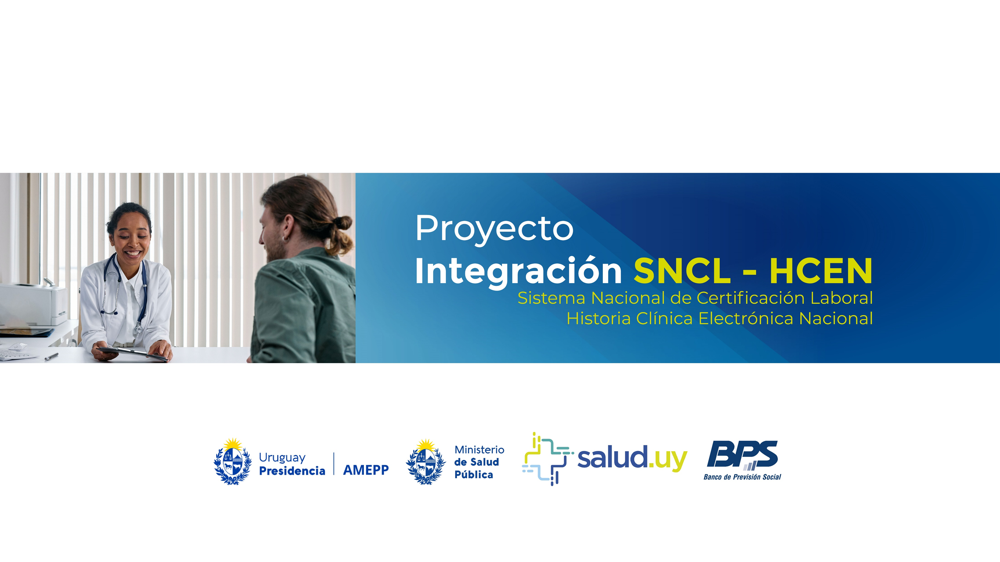 Proyecto
Integración SNCL - HCEN
Sistema Nacional de Certificación Laboral
Historia Clínica Electrónica Nacional
Uruguay
Presidencia
AMEPP
Ministerio
de Salud
Pública
salud.uy
BPS
Banco de Previsión Social